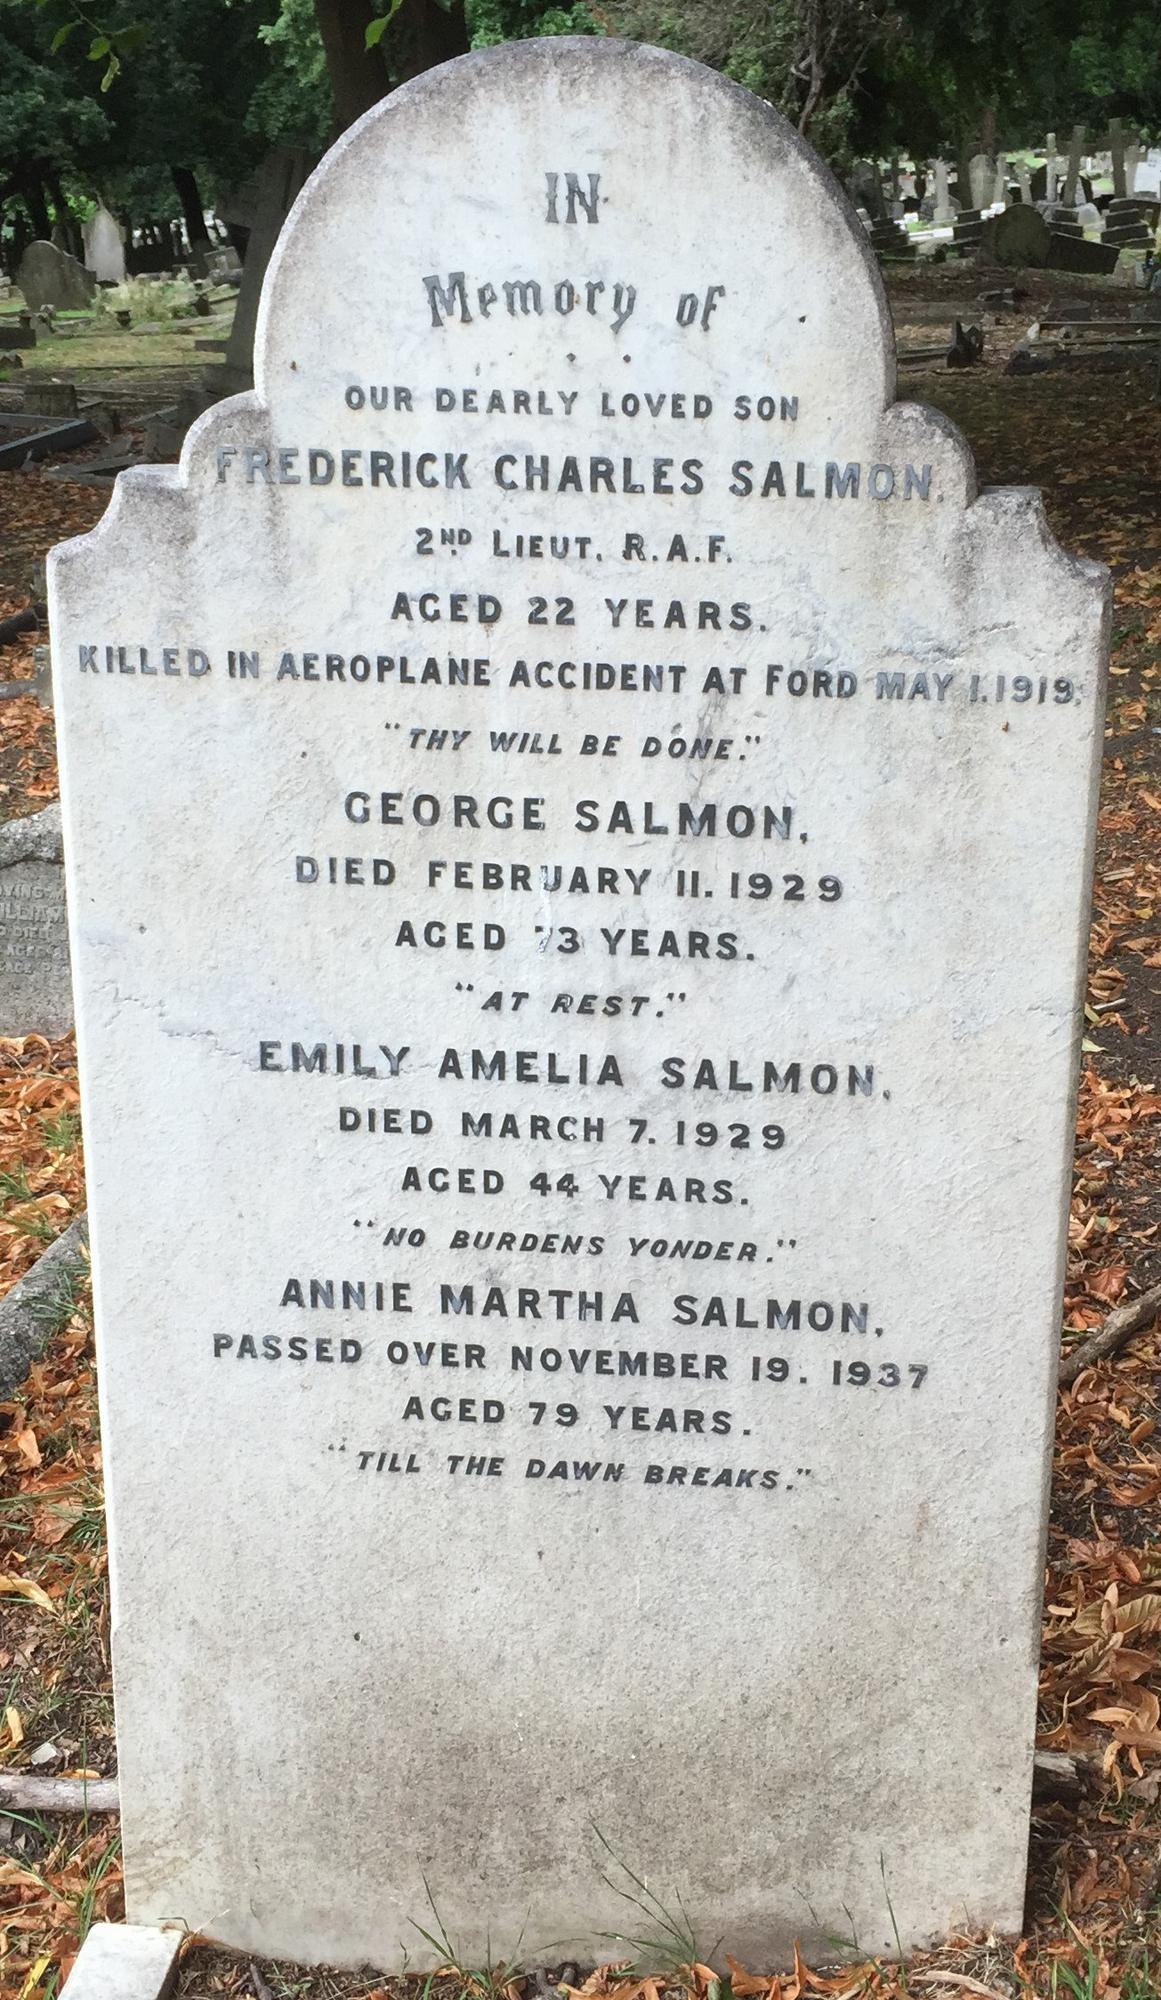 IN
Memory of
OUR DEARLY LOVED SON
FREDERICK CHARLES SALMON.
2ND LIEUT. R.A.F.
AGED 22 YEARS.
KILLED IN AEROPLANE ACCIDENT AT FORD MAY 1. 1919.
"THY WILL BE DONE."
GEORGE SALMON,
DIED FEBRUARY 11. 1929
AGED 73 YEARS.
"AT REST."
EMILY AMELIA SALMON,
DIED MARCH 7. 1929
AGED 44 YEARS.
"NO BURDENS YONDER."
ANNIE MARTHA SALMON,
PASSED OVER NOVEMBER 19. 1937
AGED 79 YEARS.
"TILL THE DAWN BREAKS."